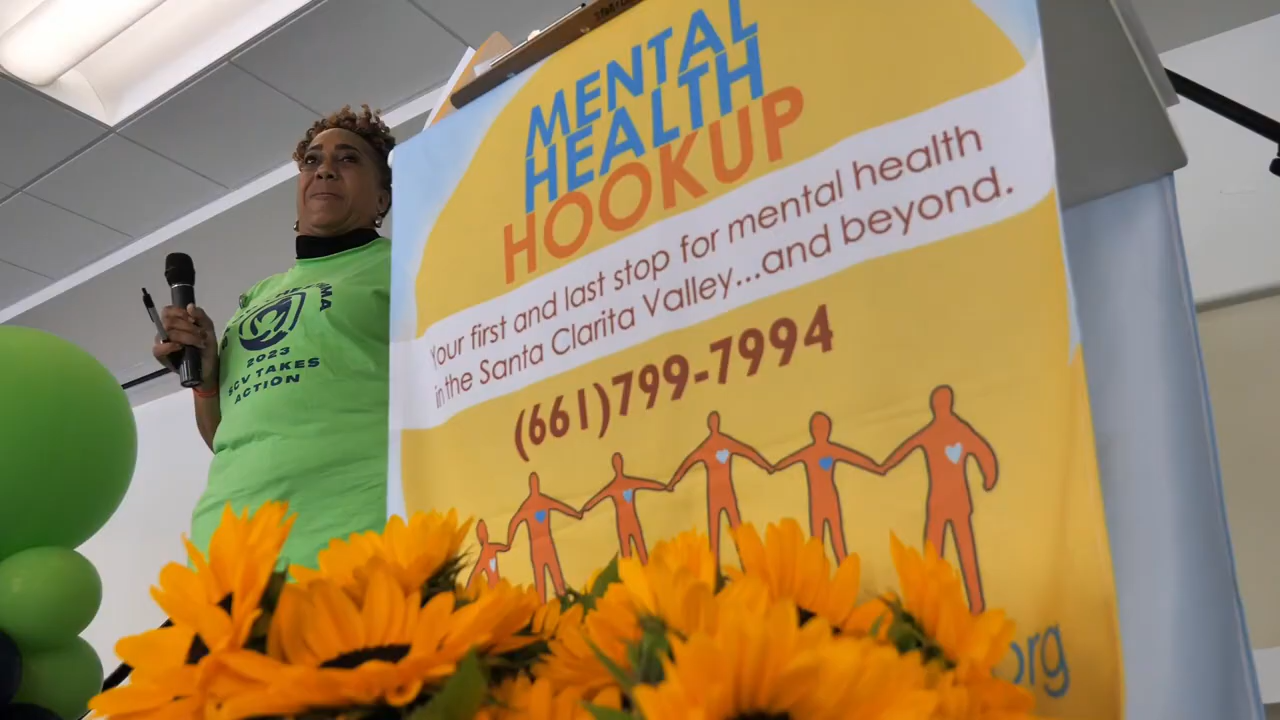 MENTAL
HEALTH
HOOKUP
Your first and last stop for mental health
in the Santa Clarita Valley...and beyond.
(661)799-7994
org
2023
SCV TAKES
ACTION